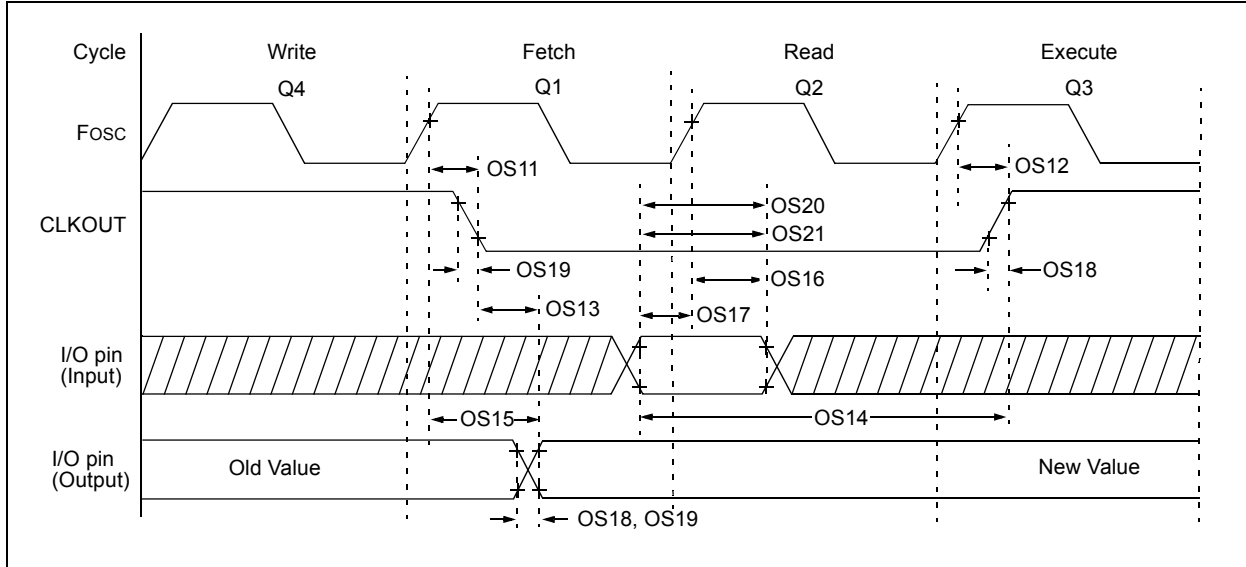 Cycle Write Fetch Read Execute
Q4 Q1 Q2 Q3
FOSC
OS11 OS12
OS20
CLKOUT
OS21
OS19 OS16 OS18
OS13 OS17
I/O pin
(Input)
OS15 OS14
I/O pin
(Output)
Old Value New Value
OS18, OS19